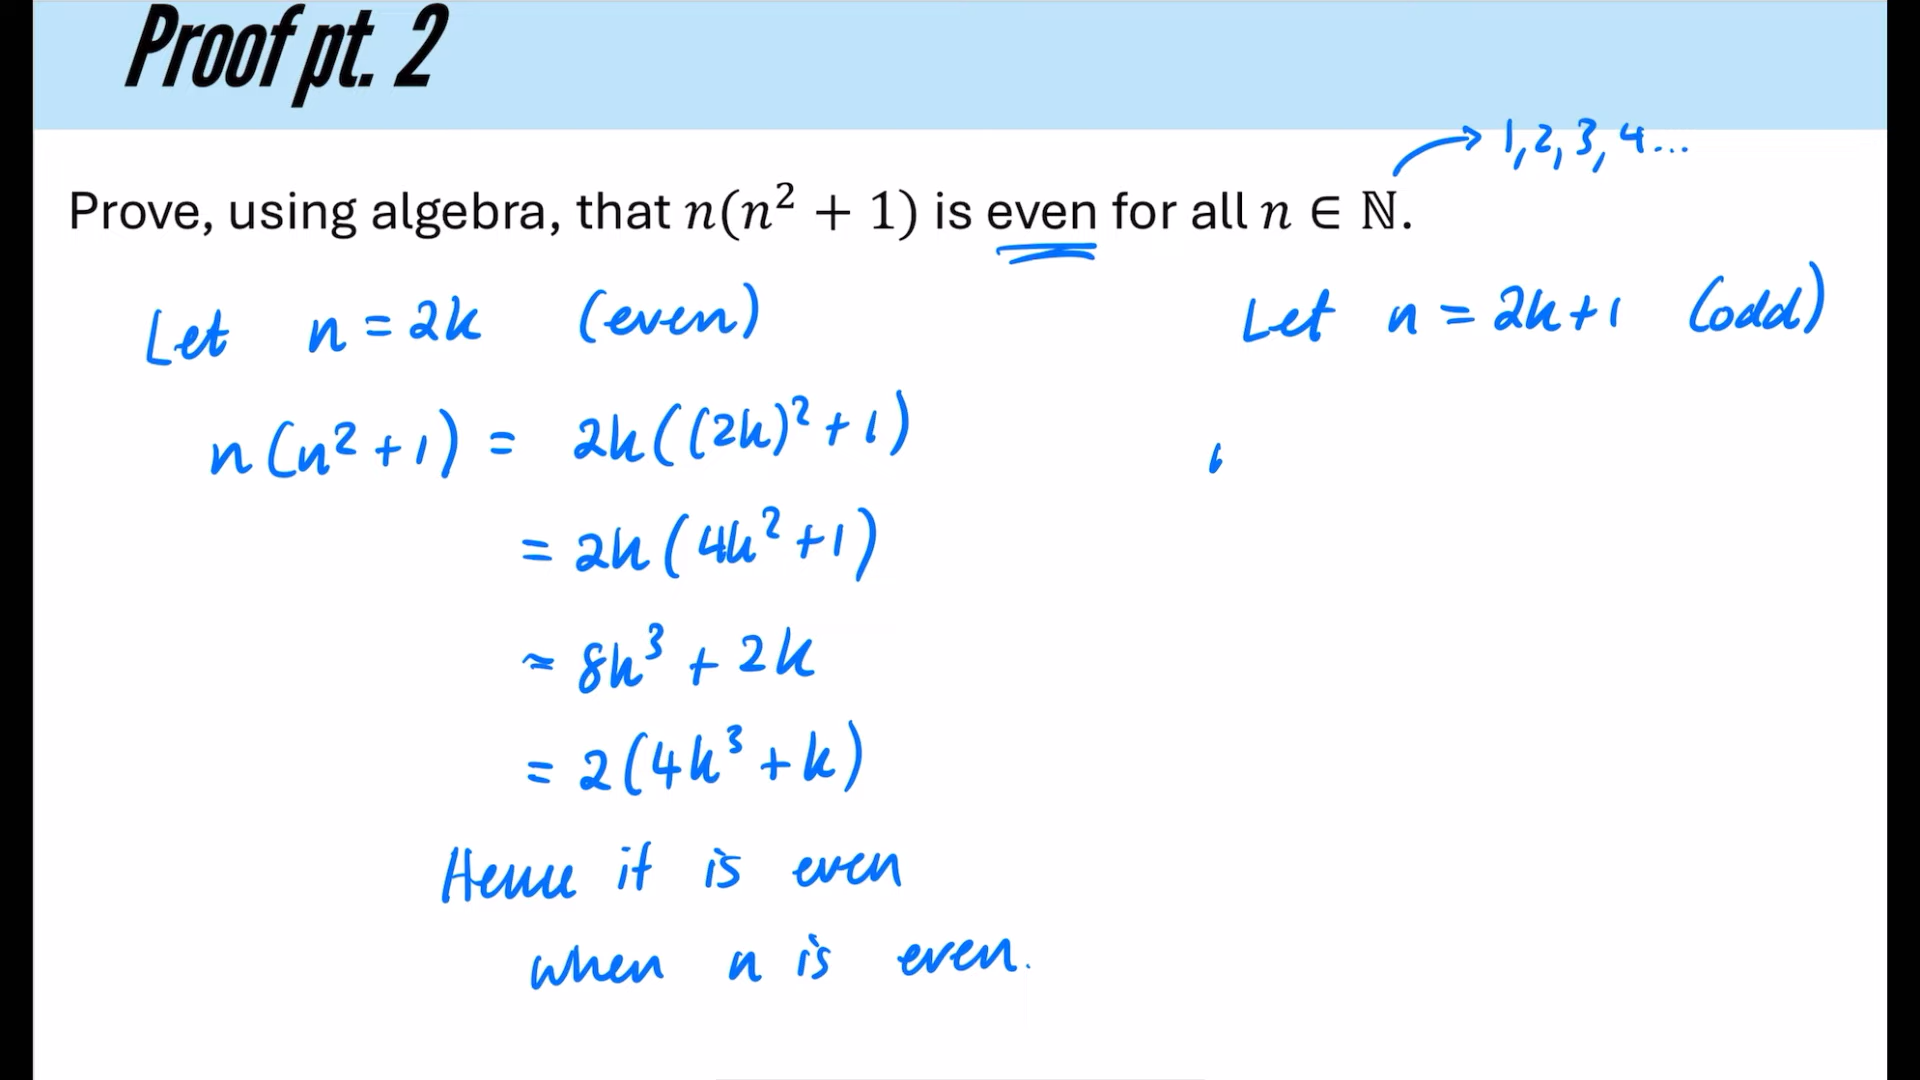 Proof pt. 2
1, 2, 3, 4...
Prove, using algebra, that n(n² + 1) is even for all n ∈ ℕ.
Let n = 2k (even)
n(n²+1) = 2k((2k)²+1)
= 2k(4k²+1)
= 8k³ + 2k
= 2(4k³+k)
Hence it is even
when n is even.
Let n = 2k+1 (odd)